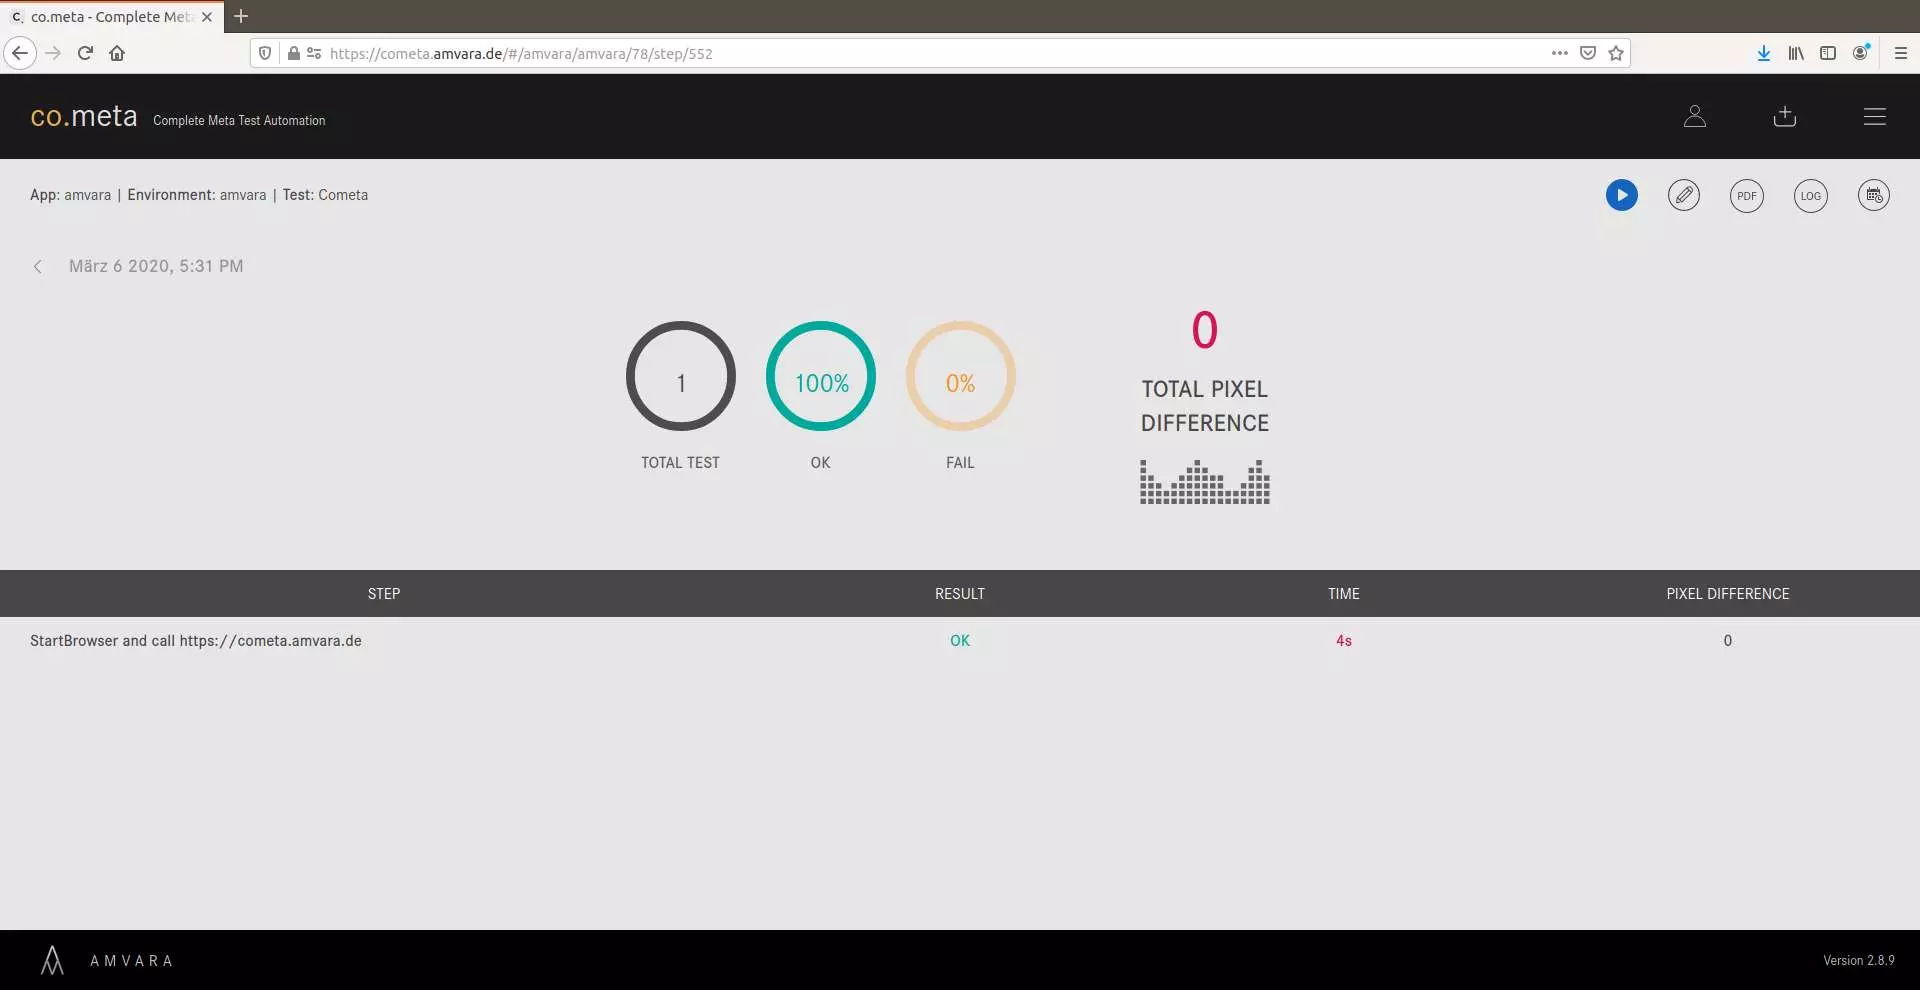 co.meta - Complete Met
https://cometa.amvara.de/#/amvara/amvara/78/step/552
co.meta Complete Meta Test Automation
App: amvara | Environment: amvara | Test: Cometa
PDF
LOG
März 6 2020, 5:31 PM
1
100%
0%
TOTAL TEST
OK
FAIL
0
TOTAL PIXEL
DIFFERENCE
STEP RESULT TIME PIXEL DIFFERENCE
StartBrowser and call https://cometa.amvara.de OK 4s 0
AMVARA
Version 2.8.9